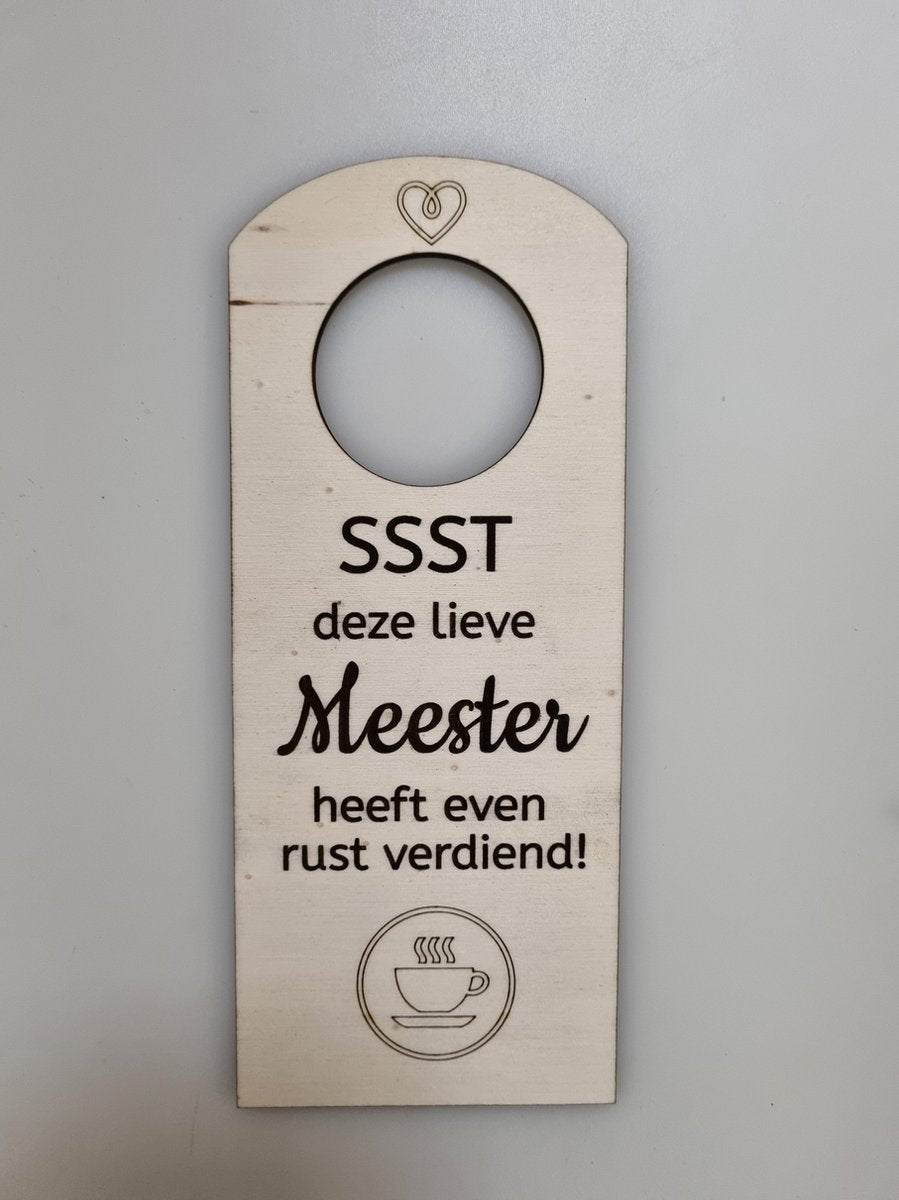 SSST
deze lieve
Meester
heeft even
rust verdiend!